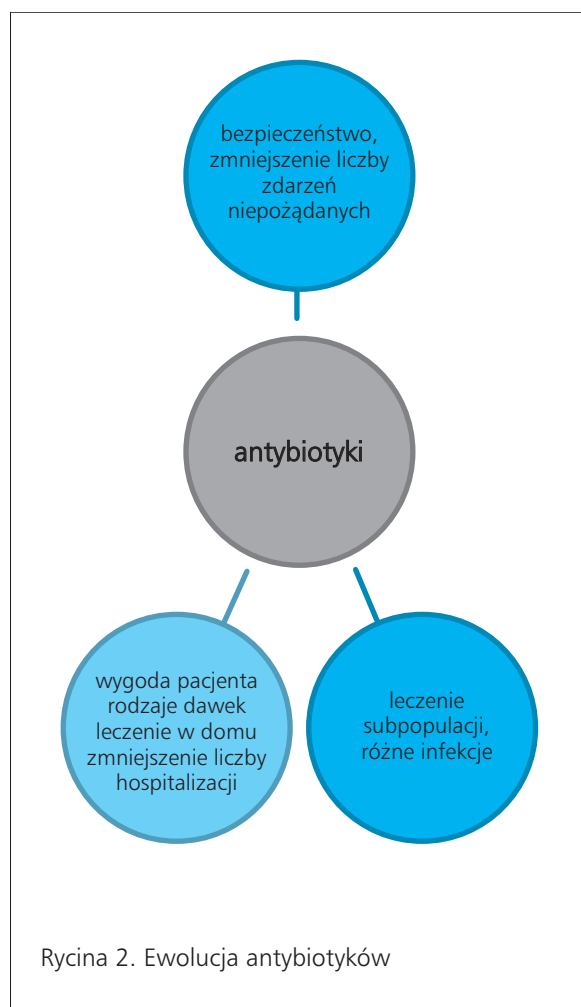 bezpieczeństwo,
zmniejszenie liczby
zdarzeń
niepożądanych
antybiotyki
wygoda pacjenta
rodzaje dawek
leczenie w domu
zmniejszenie liczby
hospitalizacji
leczenie
subpopulacji,
różne infekcje
Rycina 2. Ewolucja antybiotyków